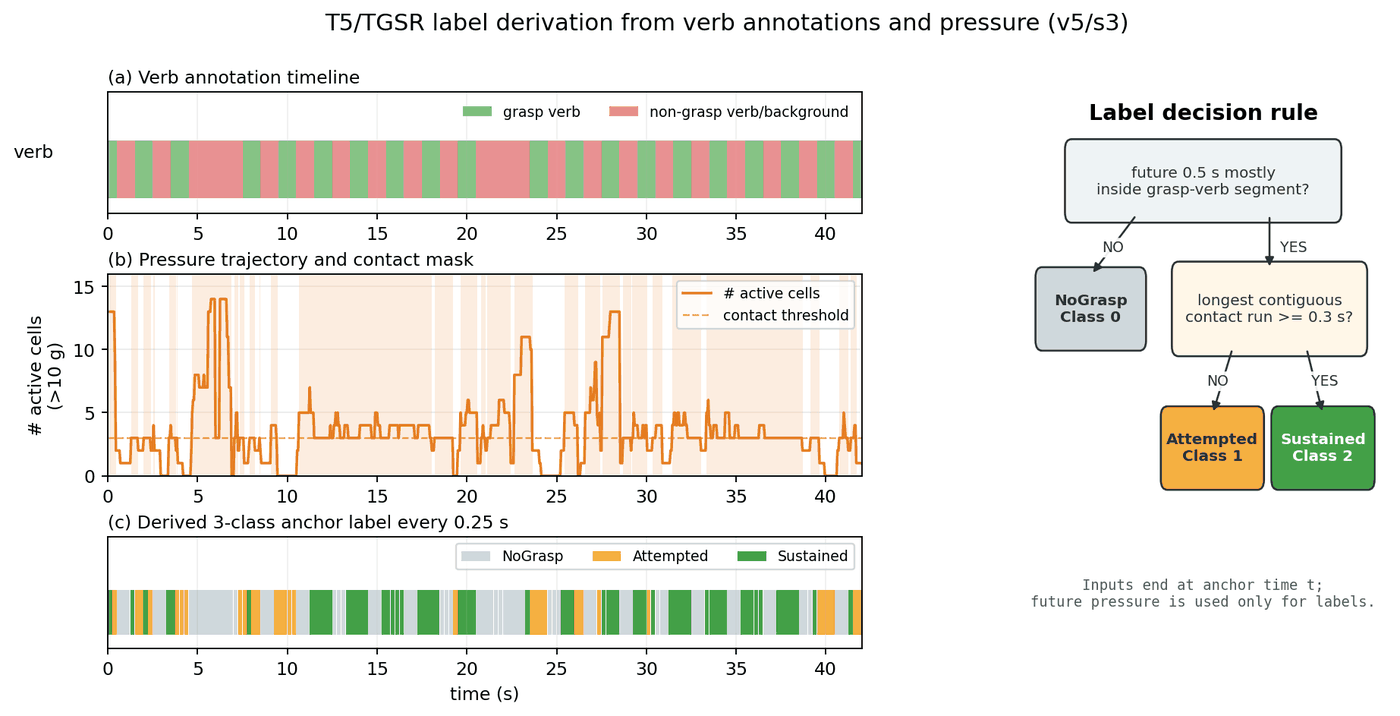 T5/TGSR label derivation from verb annotations and pressure (v5/s3)
(a) Verb annotation timeline
grasp verb
non-grasp verb/background
verb
0 5 10 15 20 25 30 35 40
(b) Pressure trajectory and contact mask
# active cells
contact threshold
# active cells
(>10 g)
15
10
5
0
0 5 10 15 20 25 30 35 40
(c) Derived 3-class anchor label every 0.25 s
NoGrasp
Attempted
Sustained
0 5 10 15 20 25 30 35 40
time (s)
Label decision rule
future 0.5 s mostly
inside grasp-verb segment?
NO
YES
NoGrasp
Class 0
longest contiguous
contact run >= 0.3 s?
NO
YES
Attempted
Class 1
Sustained
Class 2
Inputs end at anchor time t;
future pressure is used only for labels.